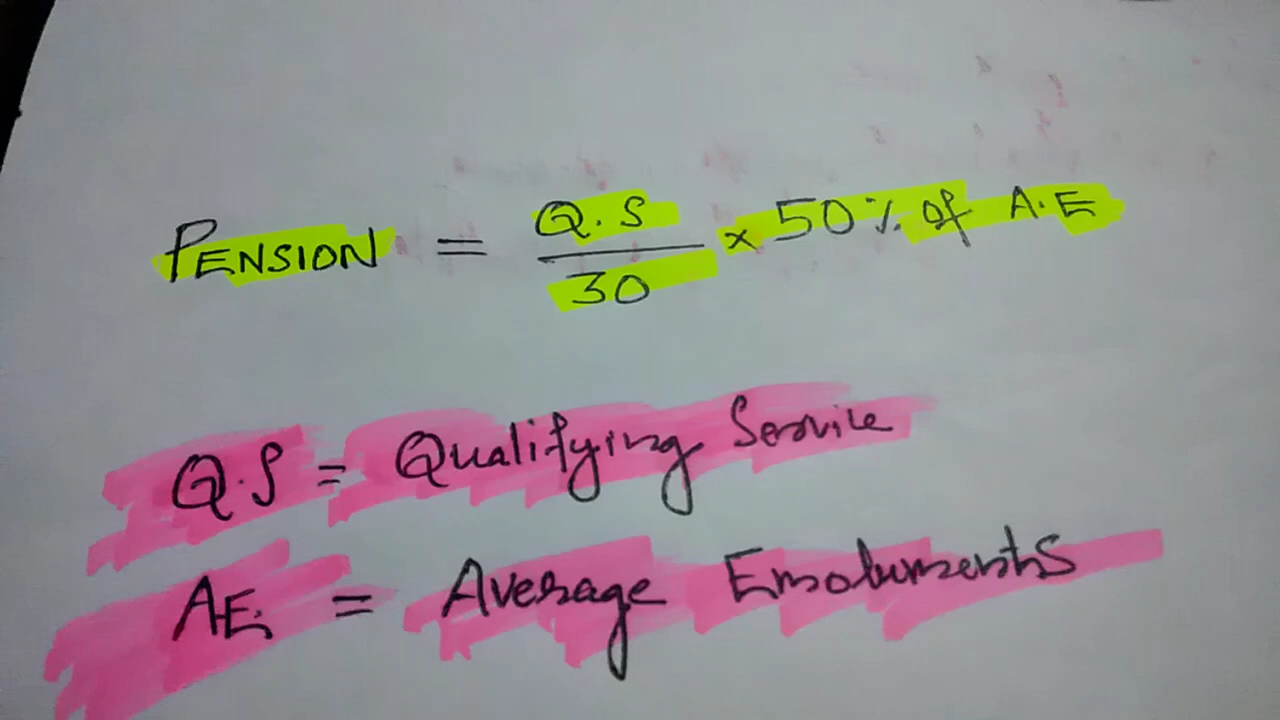 PENSION = Q.S / 30 × 50% of A.E
Q.S = Qualifying Service
AE. = Average Emoluments